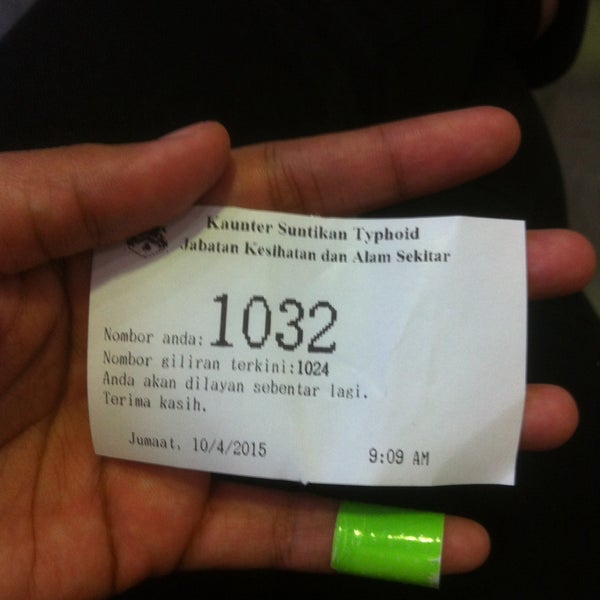 Kaunter Suntikan Typhoid
Jabatan Kesihatan dan Alam Sekitar
Nombor anda: 1032
Nombor giliran terkini:1024
Anda akan dilayan sebentar lagi.
Terima kasih.
Jumaat, 10/4/2015 9:09 AM